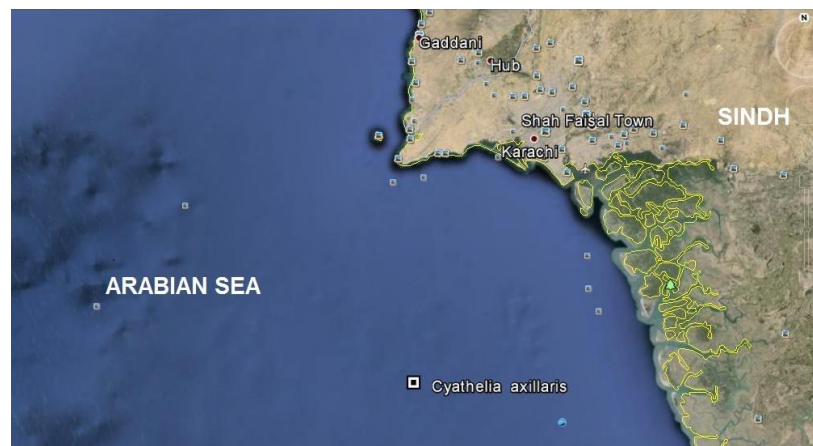 N
Gaddani
Hub
Shah Faisal Town
SINDH
Karachi
ARABIAN SEA
Cyathelia axillaris